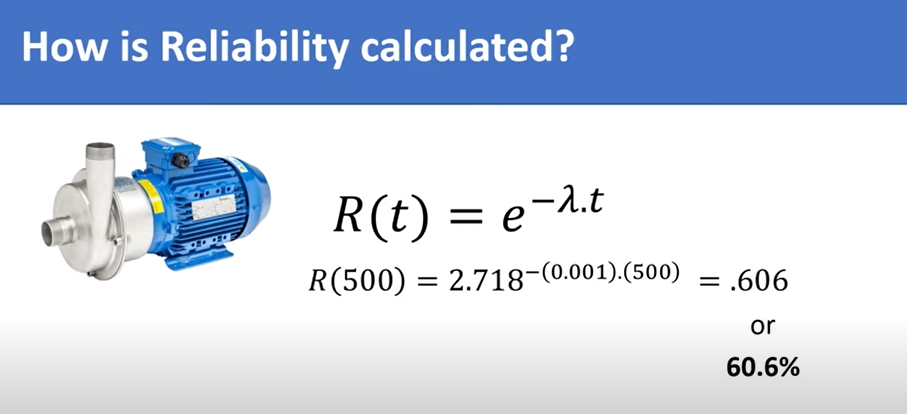 How is Reliability calculated?
R(t) = e^−λ.t
R(500) = 2.718^−(0.001).(500) = .606
or
60.6%